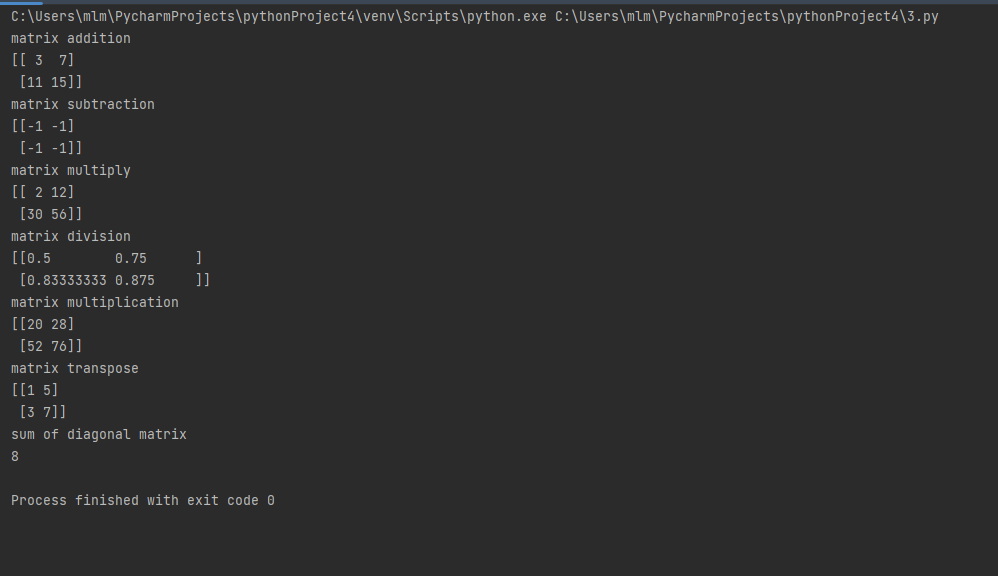 C:\Users\mlm\PycharmProjects\pythonProject4\venv\Scripts\python.exe C:\Users\mlm\PycharmProjects\pythonProject4\3.py
matrix addition
[[ 3  7]
 [11 15]]
matrix subtraction
[[-1 -1]
 [-1 -1]]
matrix multiply
[[ 2 12]
 [30 56]]
matrix division
[[0.5        0.75      ]
 [0.83333333 0.875     ]]
matrix multiplication
[[20 28]
 [52 76]]
matrix transpose
[[1 5]
 [3 7]]
sum of diagonal matrix
8
Process finished with exit code 0